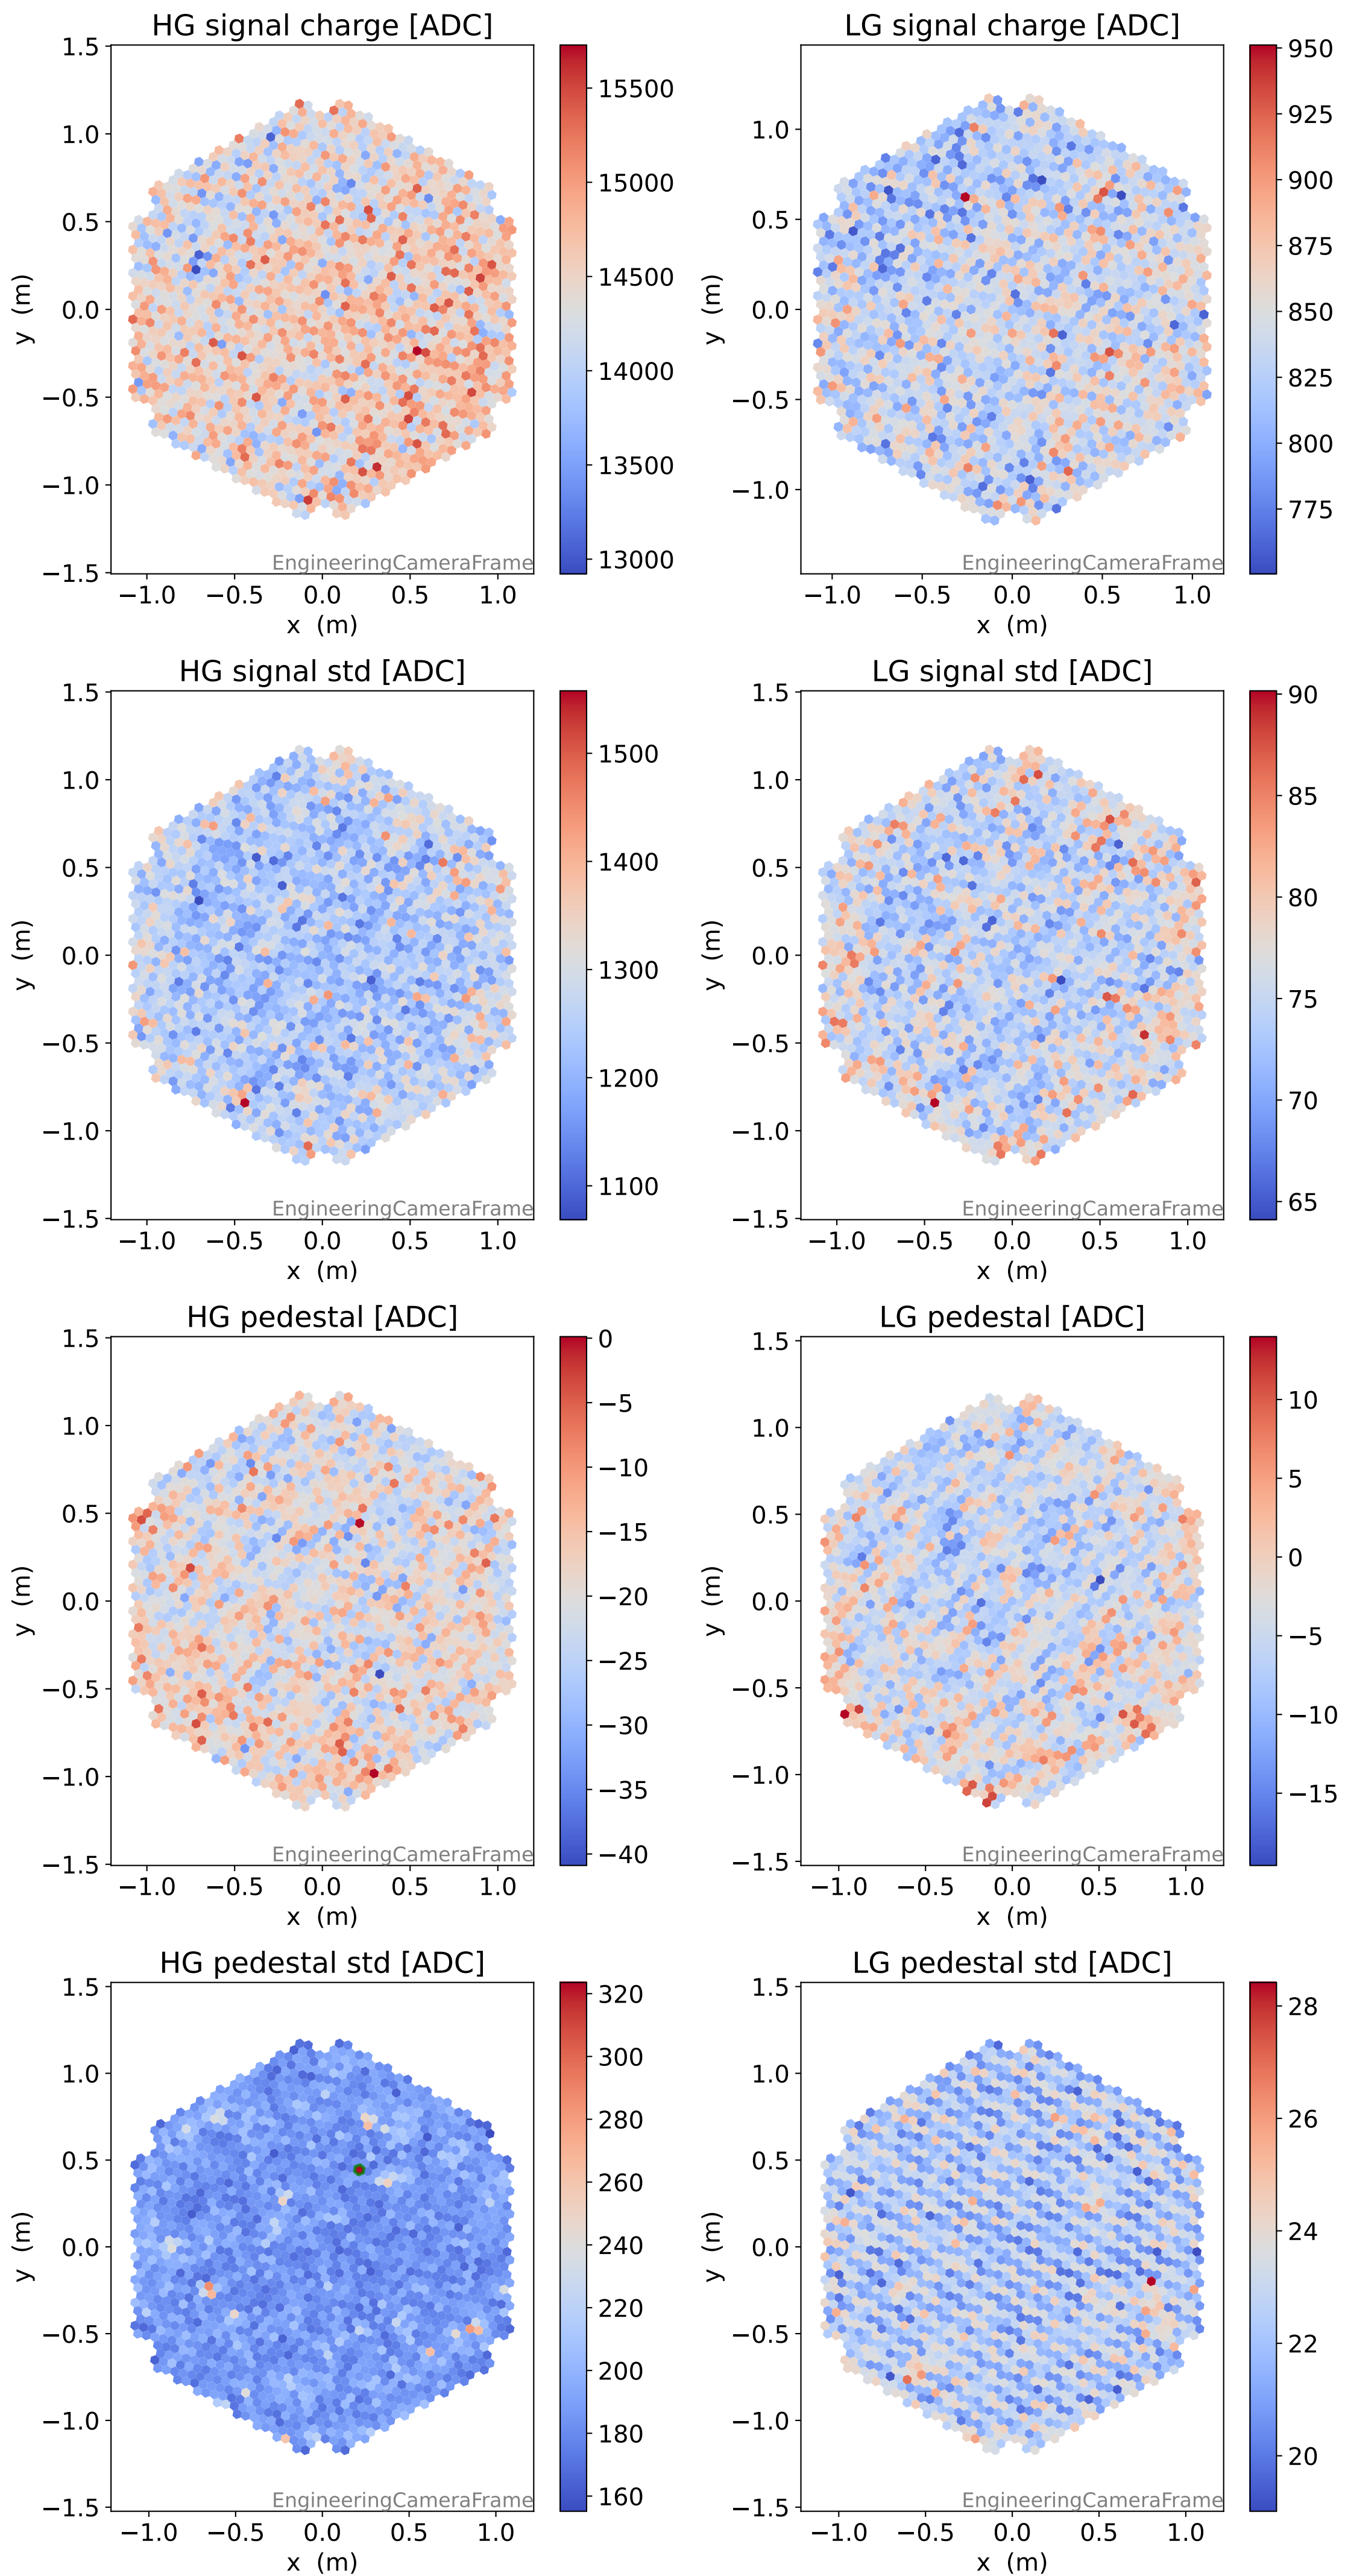 HG signal charge [ADC]
1.5
1.0
0.5
0.0
−0.5
−1.0
−1.5
y (m)
−1.0 −0.5 0.0 0.5 1.0
x (m)
EngineeringCameraFrame
15500
15000
14500
14000
13500
13000
LG signal charge [ADC]
1.0
0.5
0.0
−0.5
−1.0
y (m)
−1.0 −0.5 0.0 0.5 1.0
x (m)
EngineeringCameraFrame
950
925
900
875
850
825
800
775
HG signal std [ADC]
1.5
1.0
0.5
0.0
−0.5
−1.0
−1.5
y (m)
−1.0 −0.5 0.0 0.5 1.0
x (m)
EngineeringCameraFrame
1500
1400
1300
1200
1100
LG signal std [ADC]
1.5
1.0
0.5
0.0
−0.5
−1.0
−1.5
y (m)
−1.0 −0.5 0.0 0.5 1.0
x (m)
EngineeringCameraFrame
90
85
80
75
70
65
HG pedestal [ADC]
1.5
1.0
0.5
0.0
−0.5
−1.0
−1.5
y (m)
−1.0 −0.5 0.0 0.5 1.0
x (m)
EngineeringCameraFrame
0
−5
−10
−15
−20
−25
−30
−35
−40
LG pedestal [ADC]
1.5
1.0
0.5
0.0
−0.5
−1.0
−1.5
y (m)
−1.0 −0.5 0.0 0.5 1.0
x (m)
EngineeringCameraFrame
10
5
0
−5
−10
−15
HG pedestal std [ADC]
1.5
1.0
0.5
0.0
−0.5
−1.0
−1.5
y (m)
−1.0 −0.5 0.0 0.5 1.0
x (m)
EngineeringCameraFrame
320
300
280
260
240
220
200
180
160
LG pedestal std [ADC]
1.5
1.0
0.5
0.0
−0.5
−1.0
−1.5
y (m)
−1.0 −0.5 0.0 0.5 1.0
x (m)
EngineeringCameraFrame
28
26
24
22
20